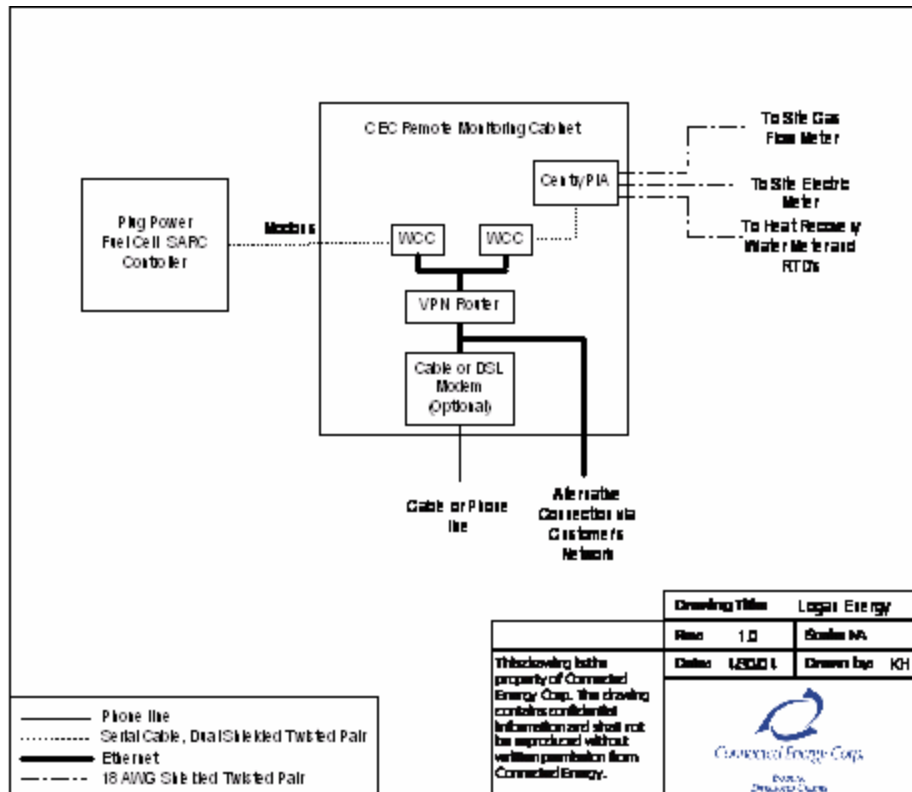 CEC Remote Monitoring Cabinet
To Site Gas
Flow Meter
Centry PIA
To Site Electric
Meter
Plug Power
Fuel Cell SARC
Controller
Modbus
WCC
WCC
To Heat Recovery
Water Meter and
RTD's
VPN Router
Cable or DSL
Modem
(Optional)
Cable or Phone
line
Alternative
Connection via
Customer's
Network
Drawing Title: Logan Energy
Rev: 1.0
Scale: NA
Date:
Drawn by: KH
This drawing is the
property of Connected
Energy Corp. The drawing
contains confidential
information and shall not
be reproduced without
written permission from
Connected Energy.
Connected Energy Corp.
Phone line
Serial Cable, Dual Shielded Twisted Pair
Ethernet
18 AWG Shielded Twisted Pair